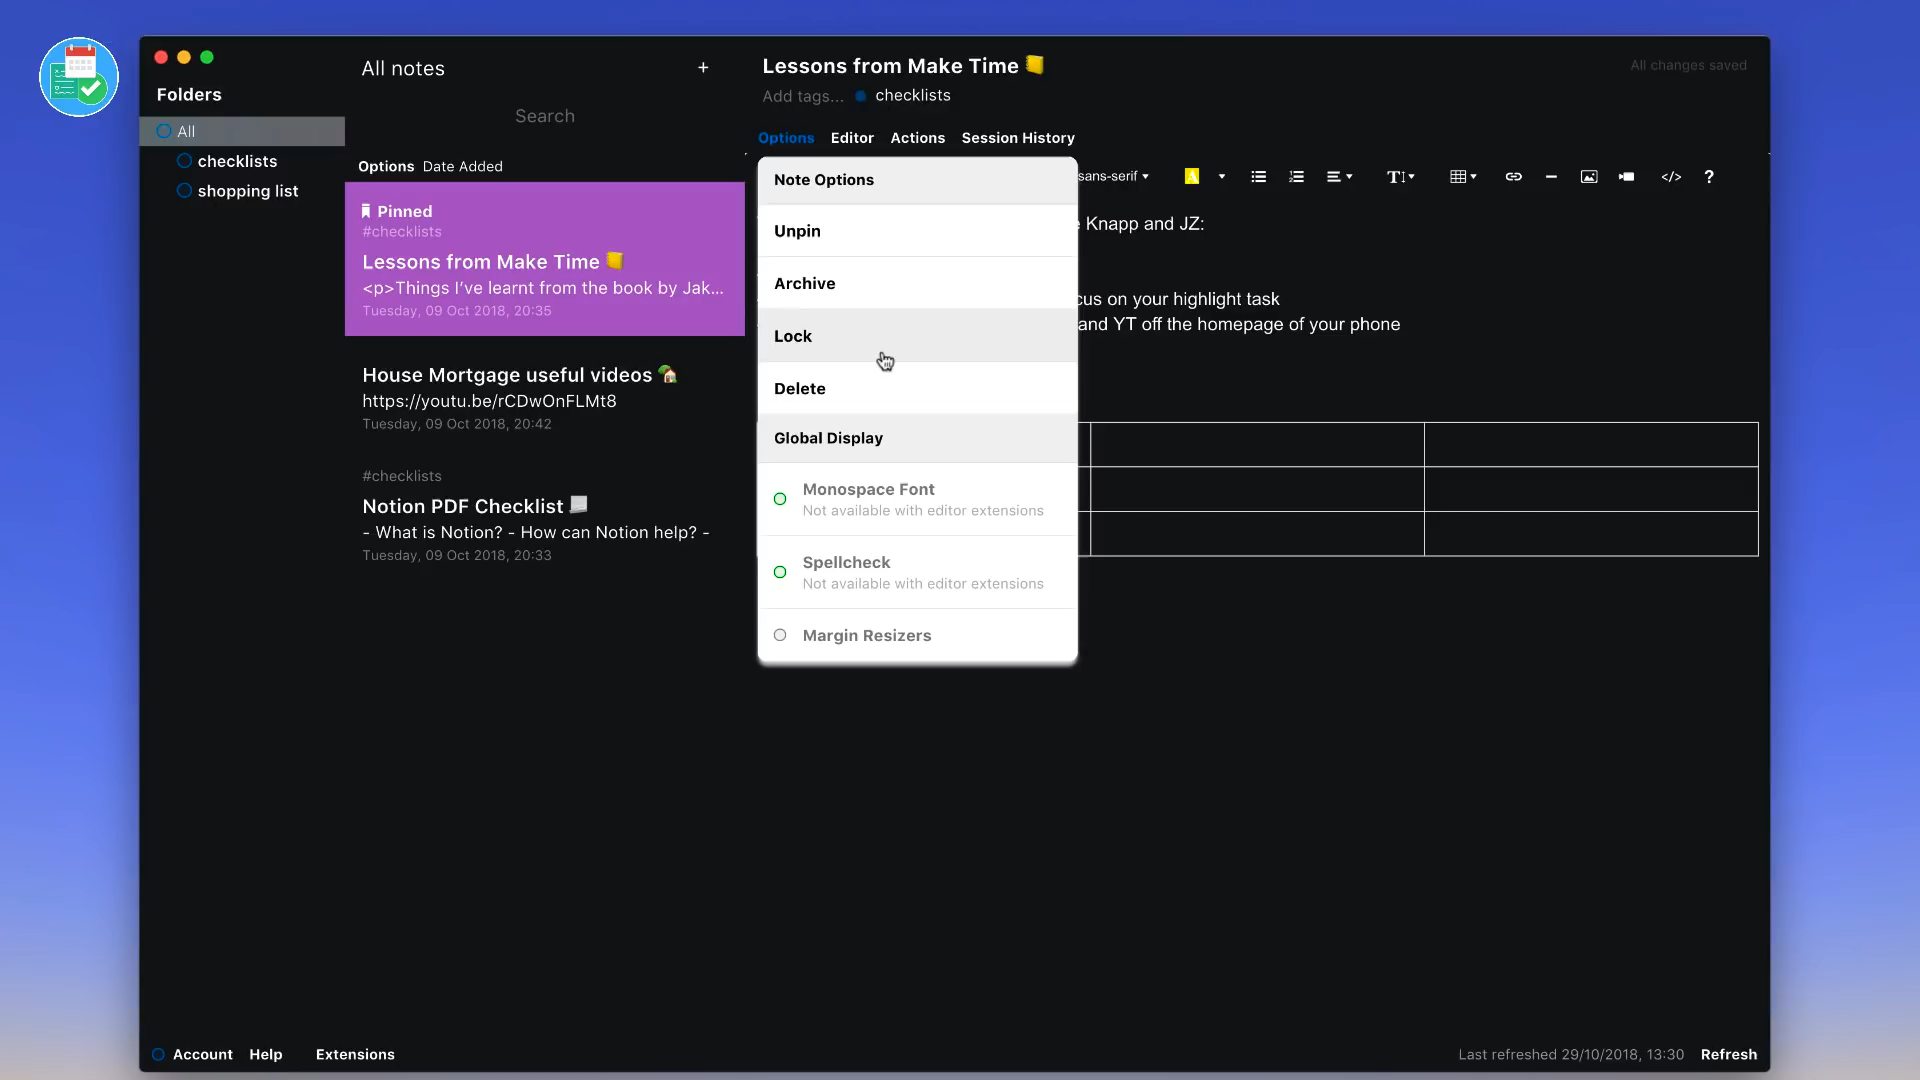 Folders
All
checklists
shopping list
All notes
+
Search
Options Date Added
Pinned
#checklists
Lessons from Make Time
<p>Things I've learnt from the book by Jak...
Tuesday, 09 Oct 2018, 20:35
House Mortgage useful videos
https://youtu.be/rCDwOnFLMt8
Tuesday, 09 Oct 2018, 20:42
#checklists
Notion PDF Checklist
- What is Notion? - How can Notion help? -
Tuesday, 09 Oct 2018, 20:33
Lessons from Make Time
All changes saved
Add tags... checklists
Options Editor Actions Session History
Note Options
Unpin
Archive
Lock
Delete
Global Display
Monospace Font
Not available with editor extensions
Spellcheck
Not available with editor extensions
Margin Resizers
sans-serif A T </> ?
Knapp and JZ:
cus on your highlight task
and YT off the homepage of your phone
Account Help Extensions
Last refreshed 29/10/2018, 13:30 Refresh